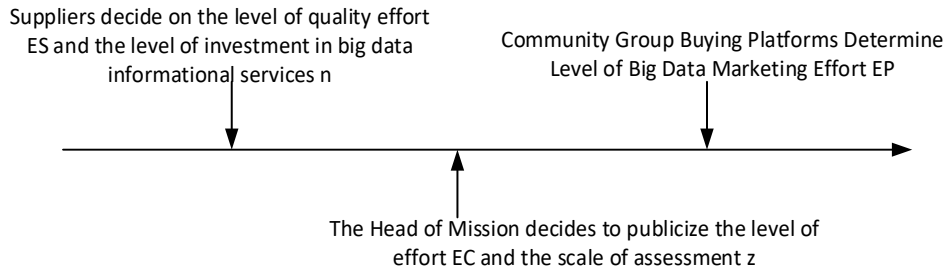 Suppliers decide on the level of quality effort
ES and the level of investment in big data
informational services n
Community Group Buying Platforms Determine
Level of Big Data Marketing Effort EP
The Head of Mission decides to publicize the level of
effort EC and the scale of assessment z